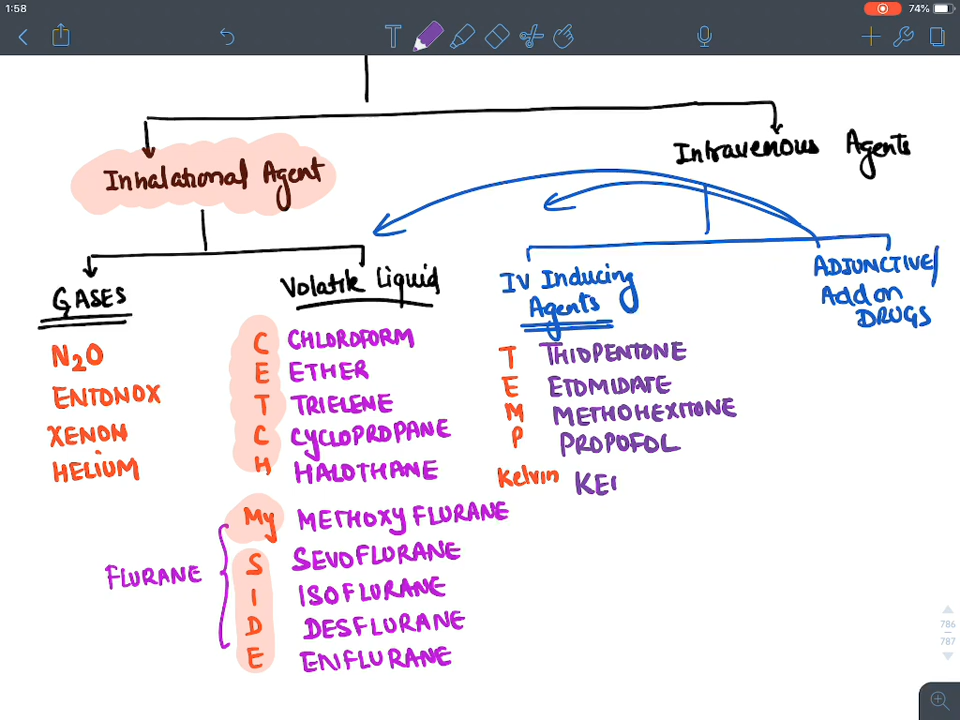 1:58
74%
T
Inhalational Agent
Intravenous Agents
GASES
N2O
ENTONOX
XENON
HELIUM
Volatile Liquid
C CHLOROFORM
E ETHER
T TRIELENE
C CYCLOPROPANE
H HALOTHANE
My METHOXY FLURANE
FLURANE
S SEVOFLURANE
I ISOFLURANE
D DESFLURANE
E ENFLURANE
IV Inducing
Agents
T THIOPENTONE
E ETOMIDATE
M METHOHEXITONE
P PROPOFOL
Kelvin KEI
ADJUNCTIVE/
Add on
DRUGS
786
787